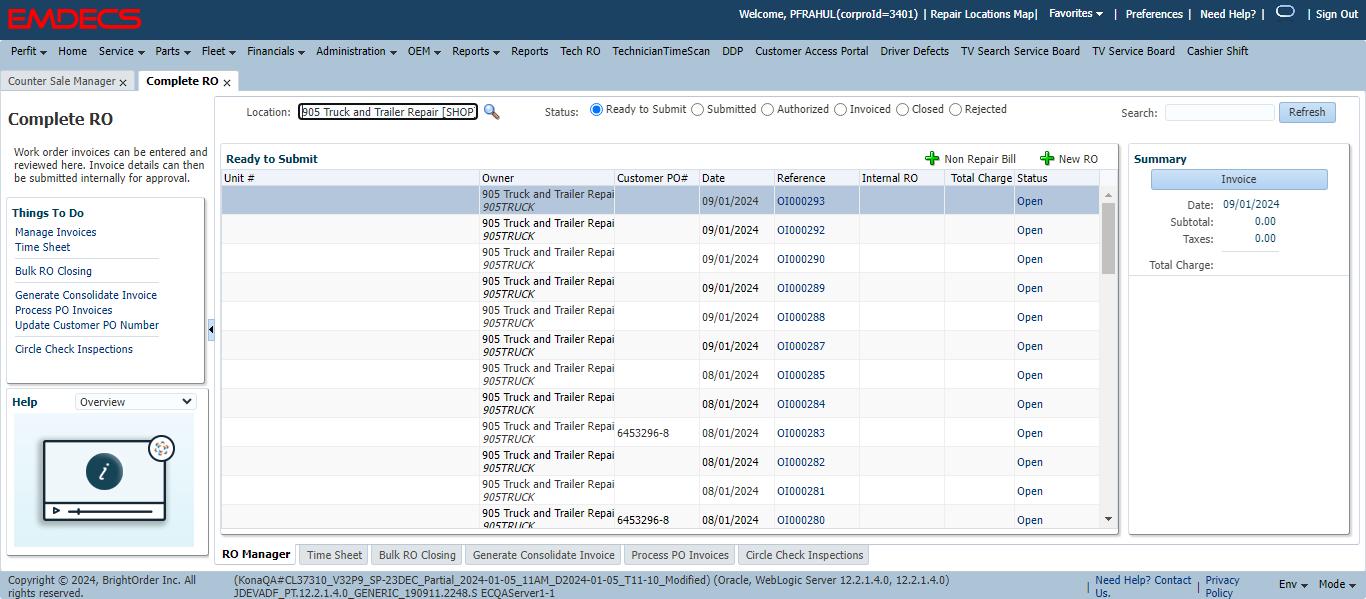 EMDECS
Welcome, PFRAHUL(corproId=3401) | Repair Locations Map| Favorites | Preferences | Need Help? | | Sign Out
Perfit Home Service Parts Fleet Financials Administration OEM Reports Reports Tech RO TechnicianTimeScan DDP Customer Access Portal Driver Defects TV Search Service Board TV Service Board Cashier Shift
Counter Sale Manager x Complete RO x
Complete RO
Work order invoices can be entered and
reviewed here. Invoice details can then
be submitted internally for approval.
Things To Do
Manage Invoices
Time Sheet
Bulk RO Closing
Generate Consolidate Invoice
Process PO Invoices
Update Customer PO Number
Circle Check Inspections
Help Overview
i
Location: 905 Truck and Trailer Repair [SHOP] Status: Ready to Submit Submitted Authorized Invoiced Closed Rejected Search: Refresh
Ready to Submit Non Repair Bill New RO
Unit # Owner Customer PO# Date Reference Internal RO Total Charge Status
905 Truck and Trailer Repai
905TRUCK 09/01/2024 OI000293 Open
905 Truck and Trailer Repai
905TRUCK 09/01/2024 OI000292 Open
905 Truck and Trailer Repai
905TRUCK 09/01/2024 OI000290 Open
905 Truck and Trailer Repai
905TRUCK 09/01/2024 OI000289 Open
905 Truck and Trailer Repai
905TRUCK 09/01/2024 OI000288 Open
905 Truck and Trailer Repai
905TRUCK 09/01/2024 OI000287 Open
905 Truck and Trailer Repai
905TRUCK 08/01/2024 OI000285 Open
905 Truck and Trailer Repai
905TRUCK 08/01/2024 OI000284 Open
905 Truck and Trailer Repai
905TRUCK 6453296-8 08/01/2024 OI000283 Open
905 Truck and Trailer Repai
905TRUCK 08/01/2024 OI000282 Open
905 Truck and Trailer Repai
905TRUCK 08/01/2024 OI000281 Open
905 Truck and Trailer Repai
905TRUCK 6453296-8 08/01/2024 OI000280 Open
Summary
Invoice
Date: 09/01/2024
Subtotal: 0.00
Taxes: 0.00
Total Charge:
RO Manager Time Sheet Bulk RO Closing Generate Consolidate Invoice Process PO Invoices Circle Check Inspections
Copyright © 2024, BrightOrder Inc. All
rights reserved.
(KonaQA#CL37310_V32P9_SP-23DEC_Partial_2024-01-05_11AM_D2024-01-05_T11-10_Modified) (Oracle, WebLogic Server 12.2.1.4.0, 12.2.1.4.0)
JDEVADF_PT.12.2.1.4.0_GENERIC_190911.2248.S ECQAServer1-1
| Need Help? Contact
Us.
| Privacy
Policy
Env Mode